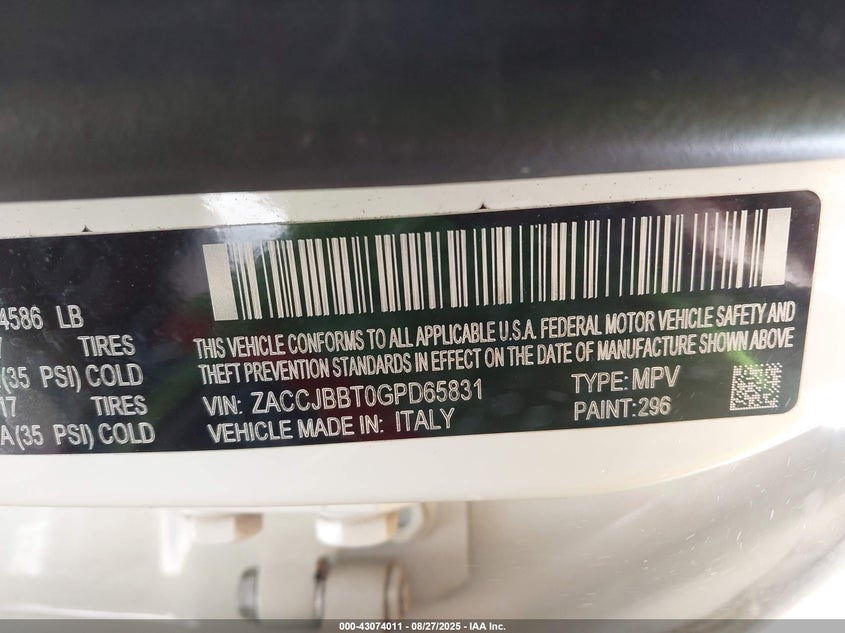 4586 LB
TIRES
(35 PSI) COLD
17 TIRES
A (35 PSI) COLD
THIS VEHICLE CONFORMS TO ALL APPLICABLE U.S.A. FEDERAL MOTOR VEHICLE SAFETY AND
THEFT PREVENTION STANDARDS IN EFFECT ON THE DATE OF MANUFACTURE SHOWN ABOVE
VIN: ZACCJBBT0GPD65831 TYPE: MPV
VEHICLE MADE IN: ITALY PAINT: 296
000-43074011 - 08/27/2025 - IAA Inc.